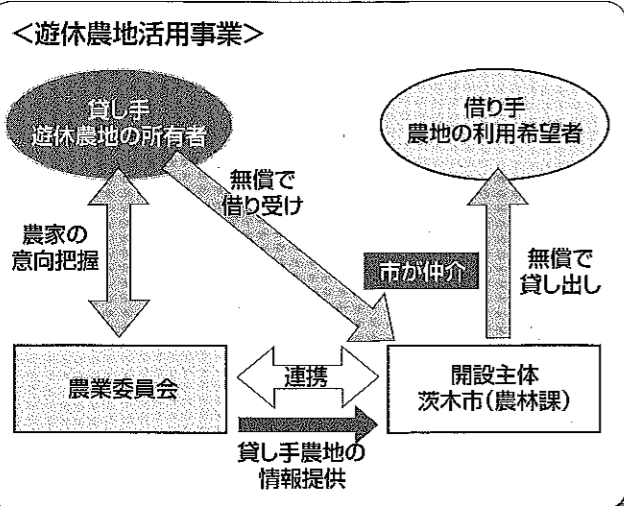 <遊休農地活用事業>
貸し手
遊休農地の所有者
借り手
農地の利用希望者
無償で
借り受け
農家の
意向把握
市が仲介
無償で
貸し出し
農業委員会
連携
開設主体
茨木市(農林課)
貸し手農地の
情報提供